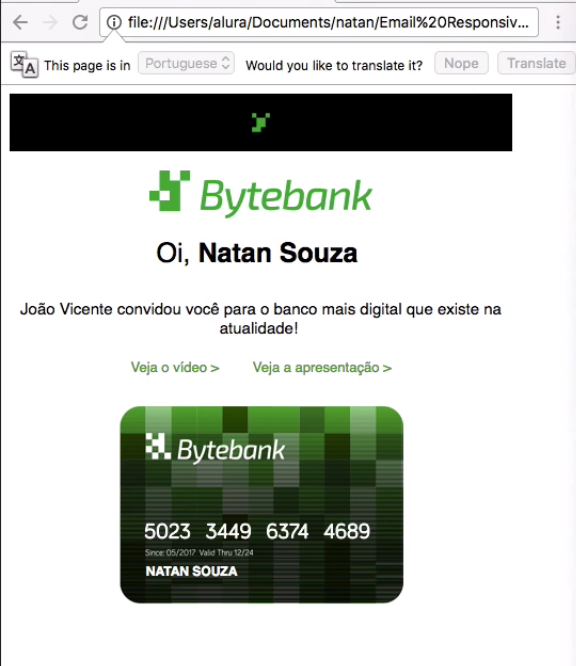 file:///Users/alura/Documents/natan/Email%20Responsiv...
This page is in Portuguese Would you like to translate it? Nope Translate
Bytebank
Oi, Natan Souza
João Vicente convidou você para o banco mais digital que existe na
atualidade!
Veja o vídeo > Veja a apresentação >
Bytebank
5023 3449 6374 4689
Since: 05/2017 Valid Thru 12/24
NATAN SOUZA